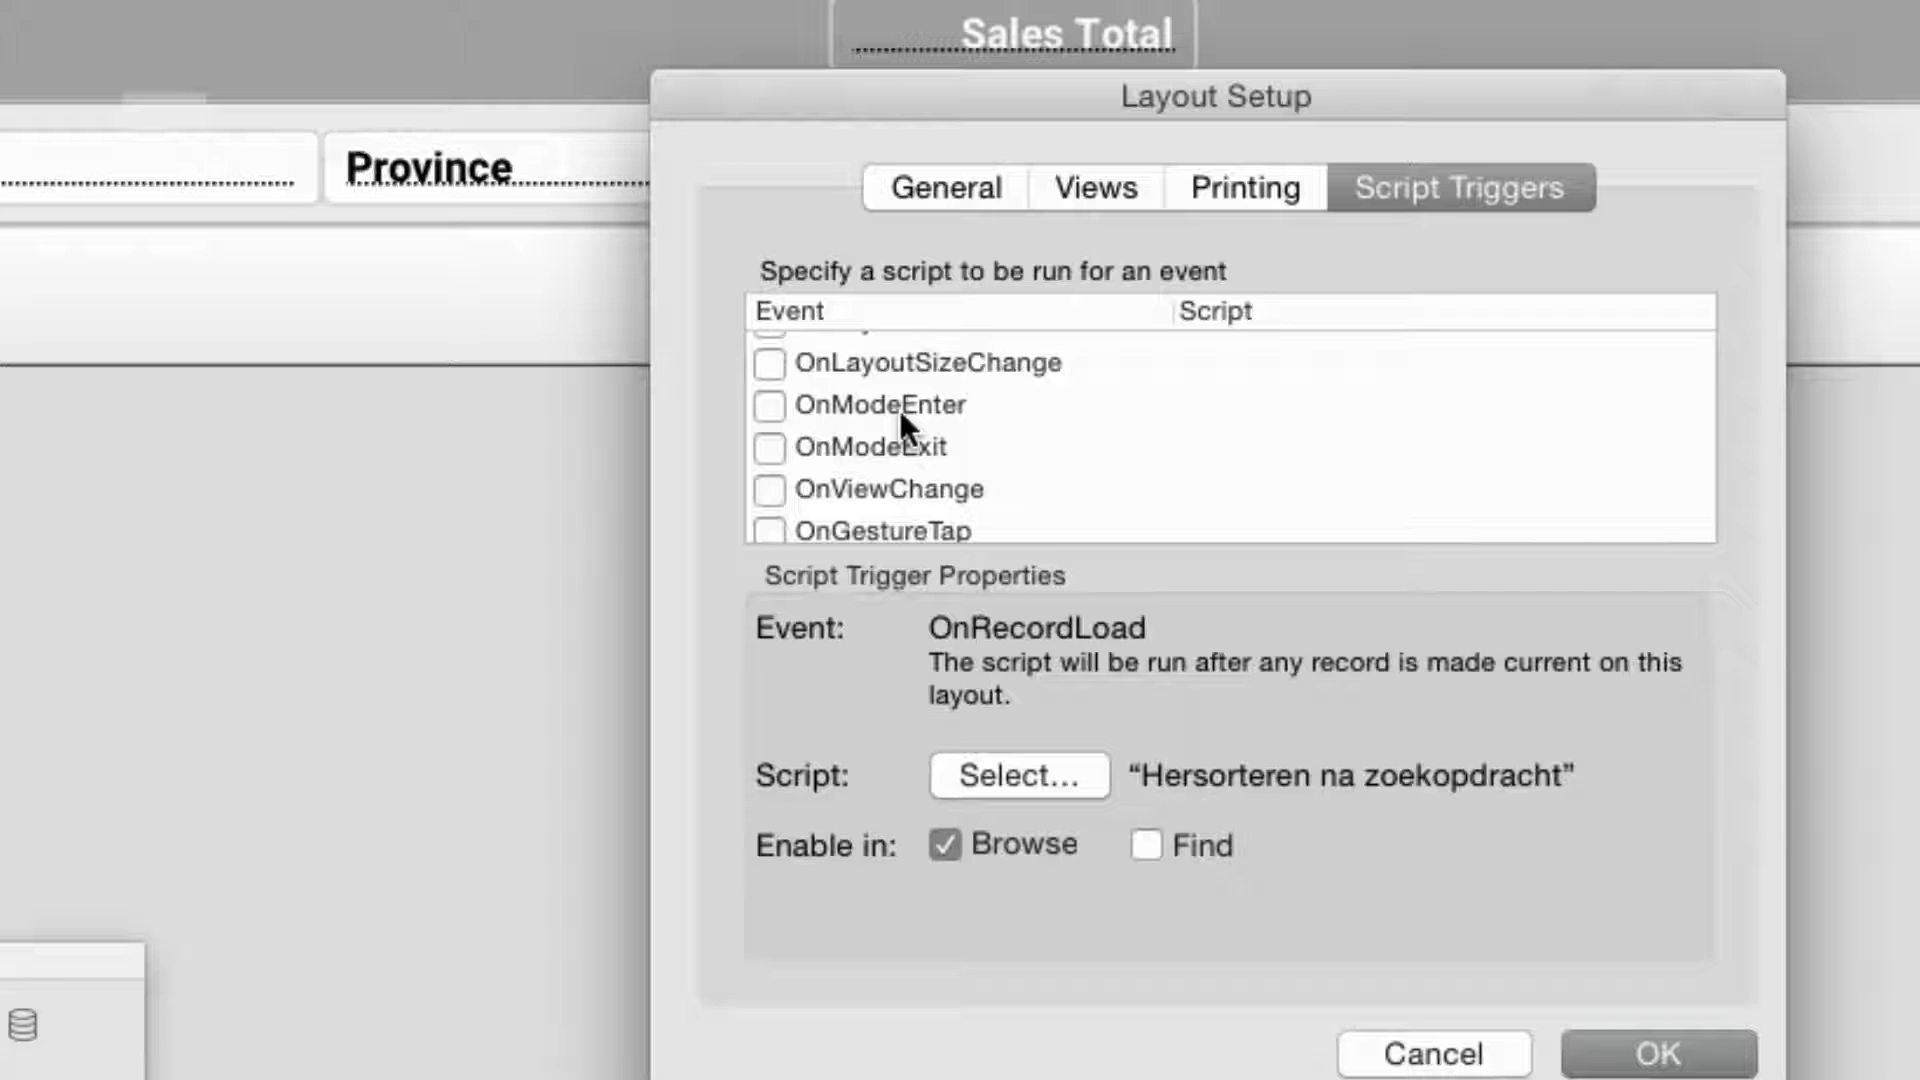 Sales Total
Layout Setup
Province
General Views Printing Script Triggers
Specify a script to be run for an event
Event Script
OnLayoutSizeChange
OnModeEnter
OnModeExit
OnViewChange
OnGestureTap
Script Trigger Properties
Event: OnRecordLoad
The script will be run after any record is made current on this
layout.
Script: Select... “Hersorteren na zoekopdracht”
Enable in: Browse Find
Cancel OK